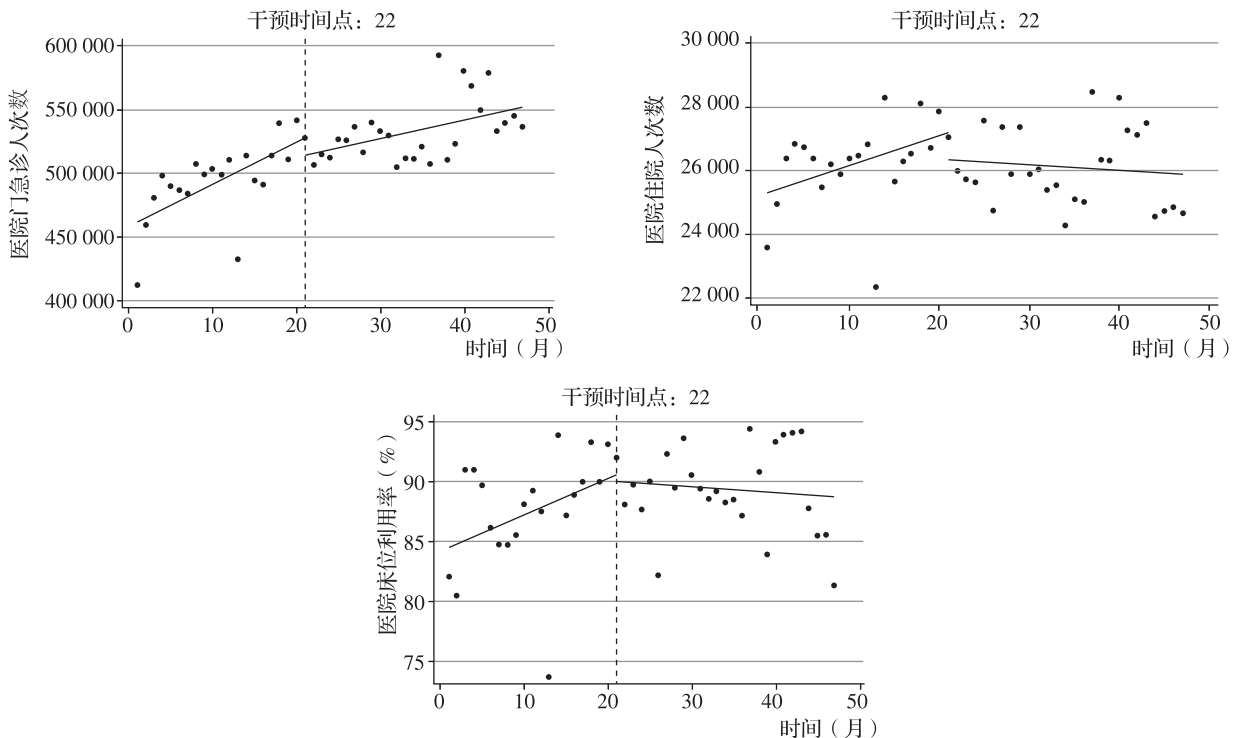 干预时间点：22
医院门急诊人次数
600 000
550 000
500 000
450 000
400 000
0 10 20 30 40 50
时间（月）
干预时间点：22
医院住院人次数
30 000
28 000
26 000
24 000
22 000
0 10 20 30 40 50
时间（月）
干预时间点：22
医院床位利用率（%）
95
90
85
80
75
0 10 20 30 40 50
时间（月）